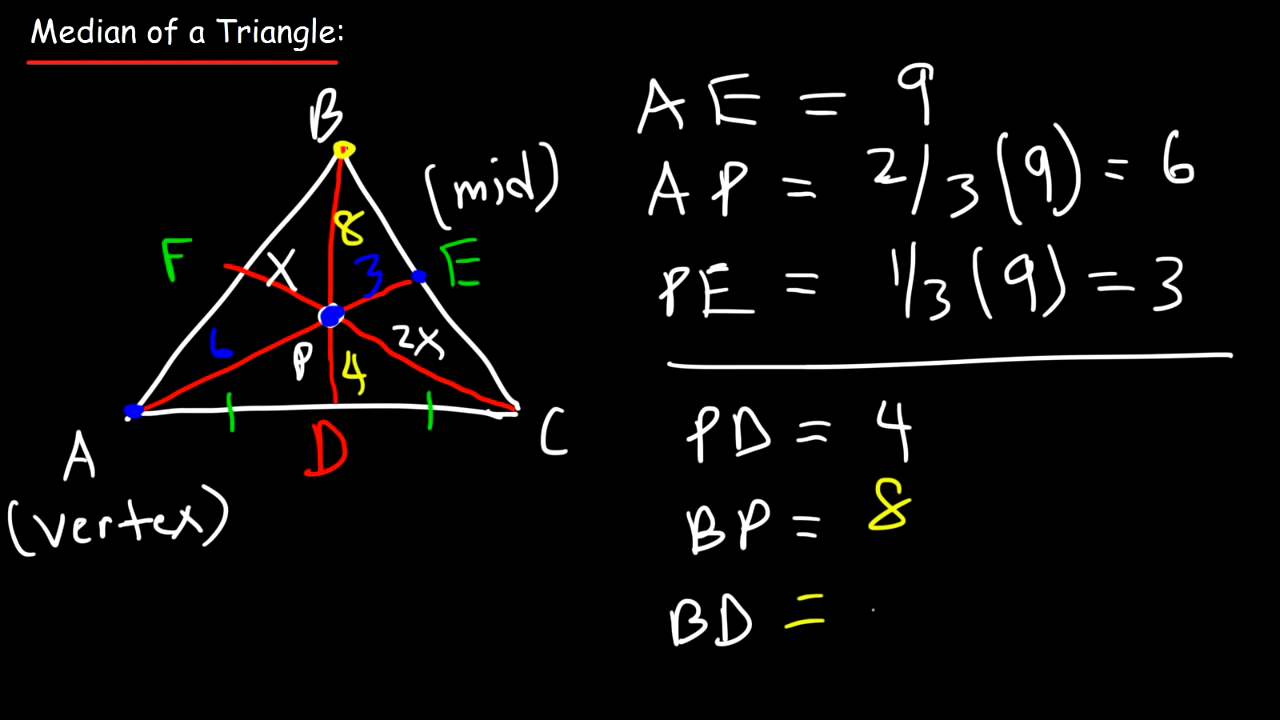 Median of a Triangle:
B
(mid)
F
X
8
3
E
6
P
4
2X
A
D
C
(vertex)
AE = 9
AP = 2/3 (9) = 6
PE = 1/3 (9) = 3
PD = 4
BP = 8
BD =